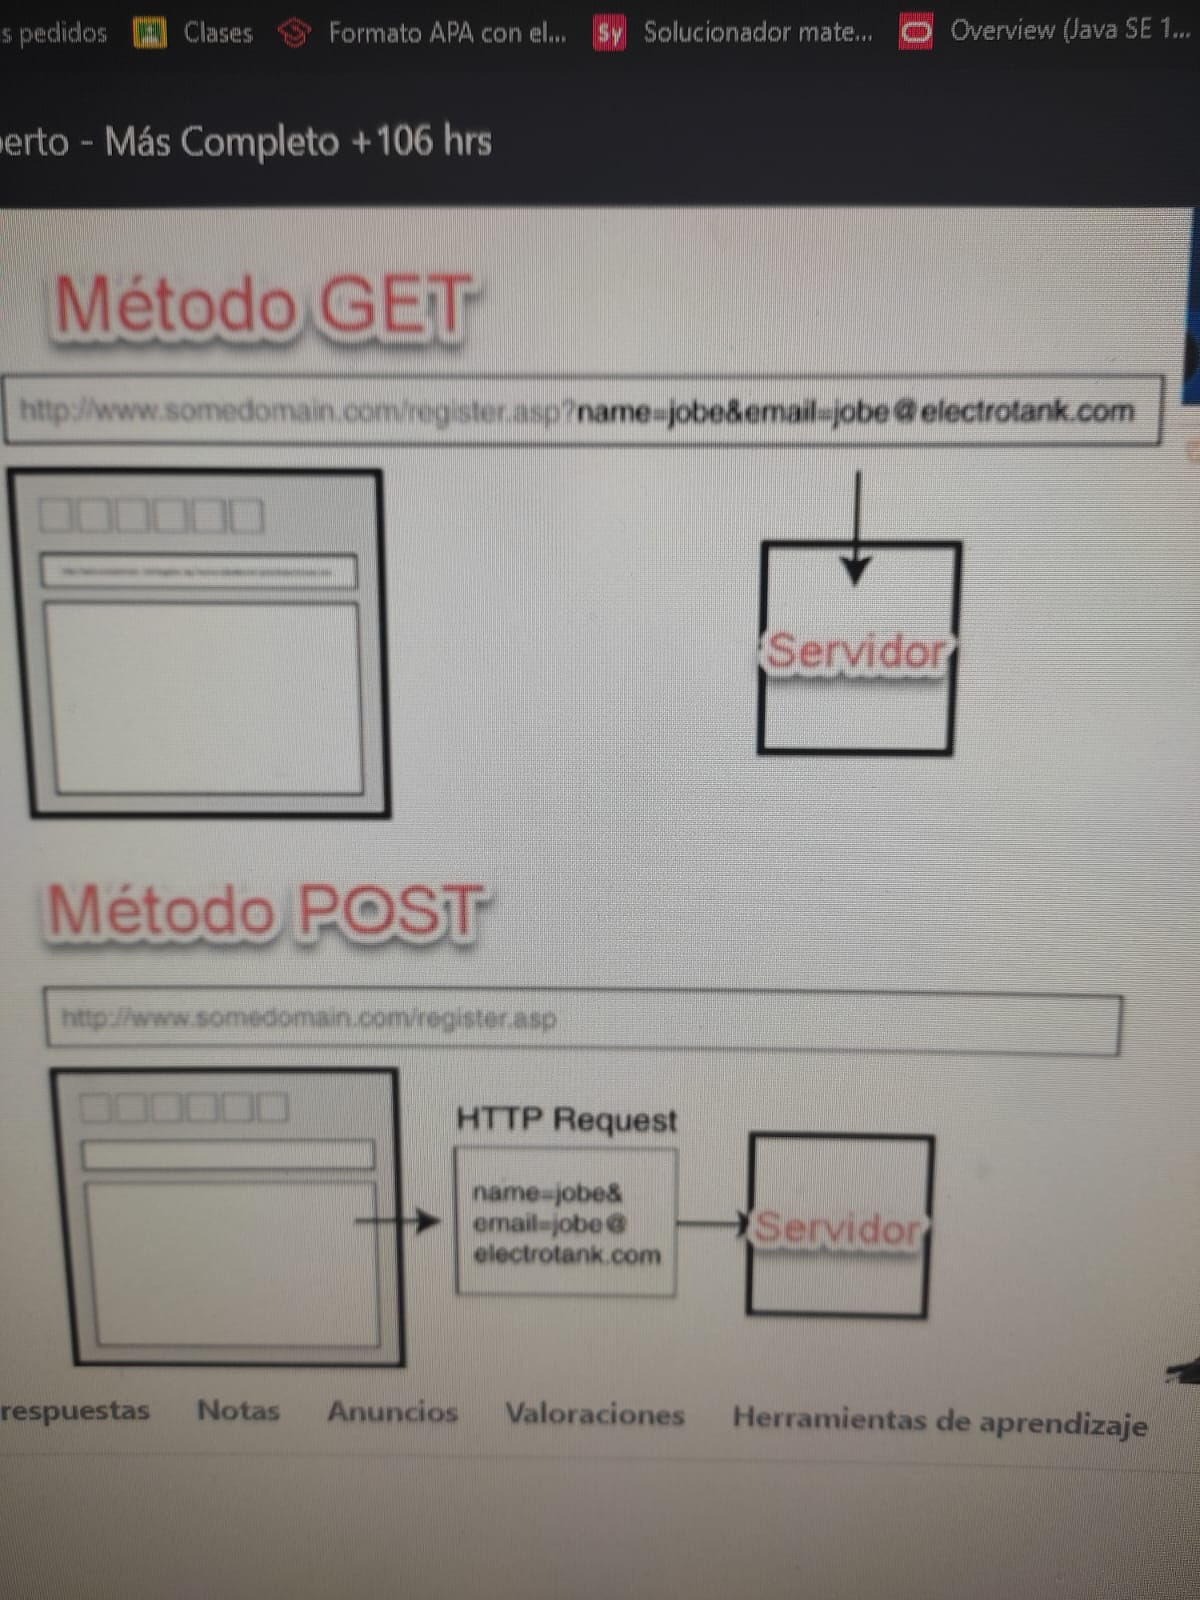 s pedidos Clases Formato APA con el... Sy Solucionador mate... Overview (Java SE 1...
erto - Más Completo +106 hrs
Método GET
http://www.somedomain.com/register.asp?name=jobe&email=jobe@electrotank.com
Servidor
Método POST
http://www.somedomain.com/register.asp
HTTP Request
name=jobe&
email=jobe@
electrotank.com
Servidor
respuestas Notas Anuncios Valoraciones Herramientas de aprendizaje